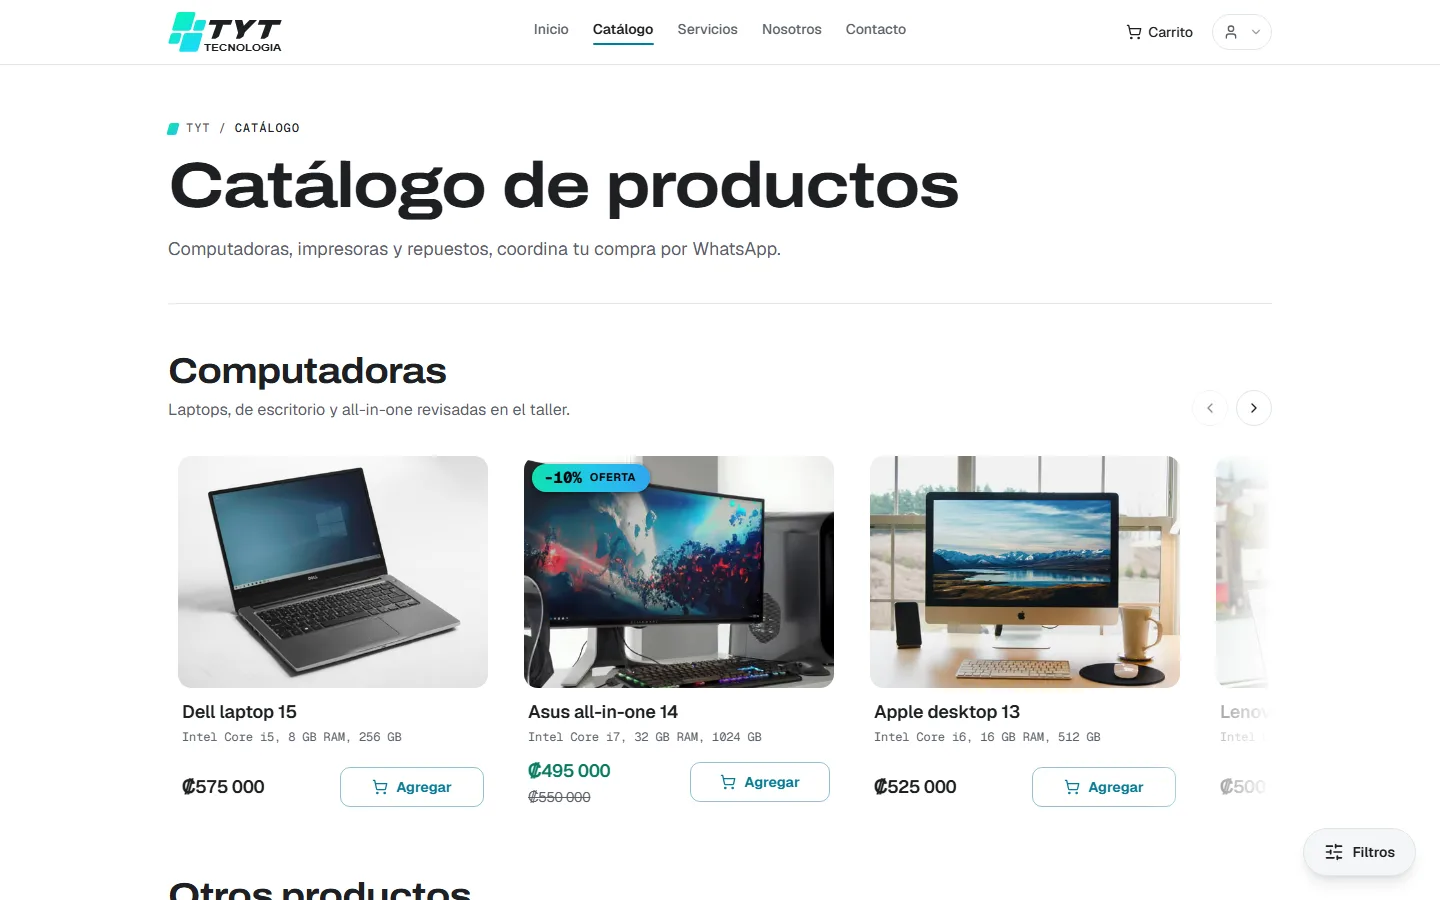 TYT
TECNOLOGIA
Inicio
Catálogo
Servicios
Nosotros
Contacto
Carrito
TYT / CATÁLOGO
Catálogo de productos
Computadoras, impresoras y repuestos, coordina tu compra por WhatsApp.
Computadoras
Laptops, de escritorio y all-in-one revisadas en el taller.
-10% OFERTA
DELL
Dell laptop 15
Intel Core i5, 8 GB RAM, 256 GB
₡575 000
Agregar
Asus all-in-one 14
Intel Core i7, 32 GB RAM, 1024 GB
₡495 000
₡550 000
Agregar
Apple desktop 13
Intel Core i6, 16 GB RAM, 512 GB
₡525 000
Agregar
Lenov
Intel
₡500
Filtros
Otros productos